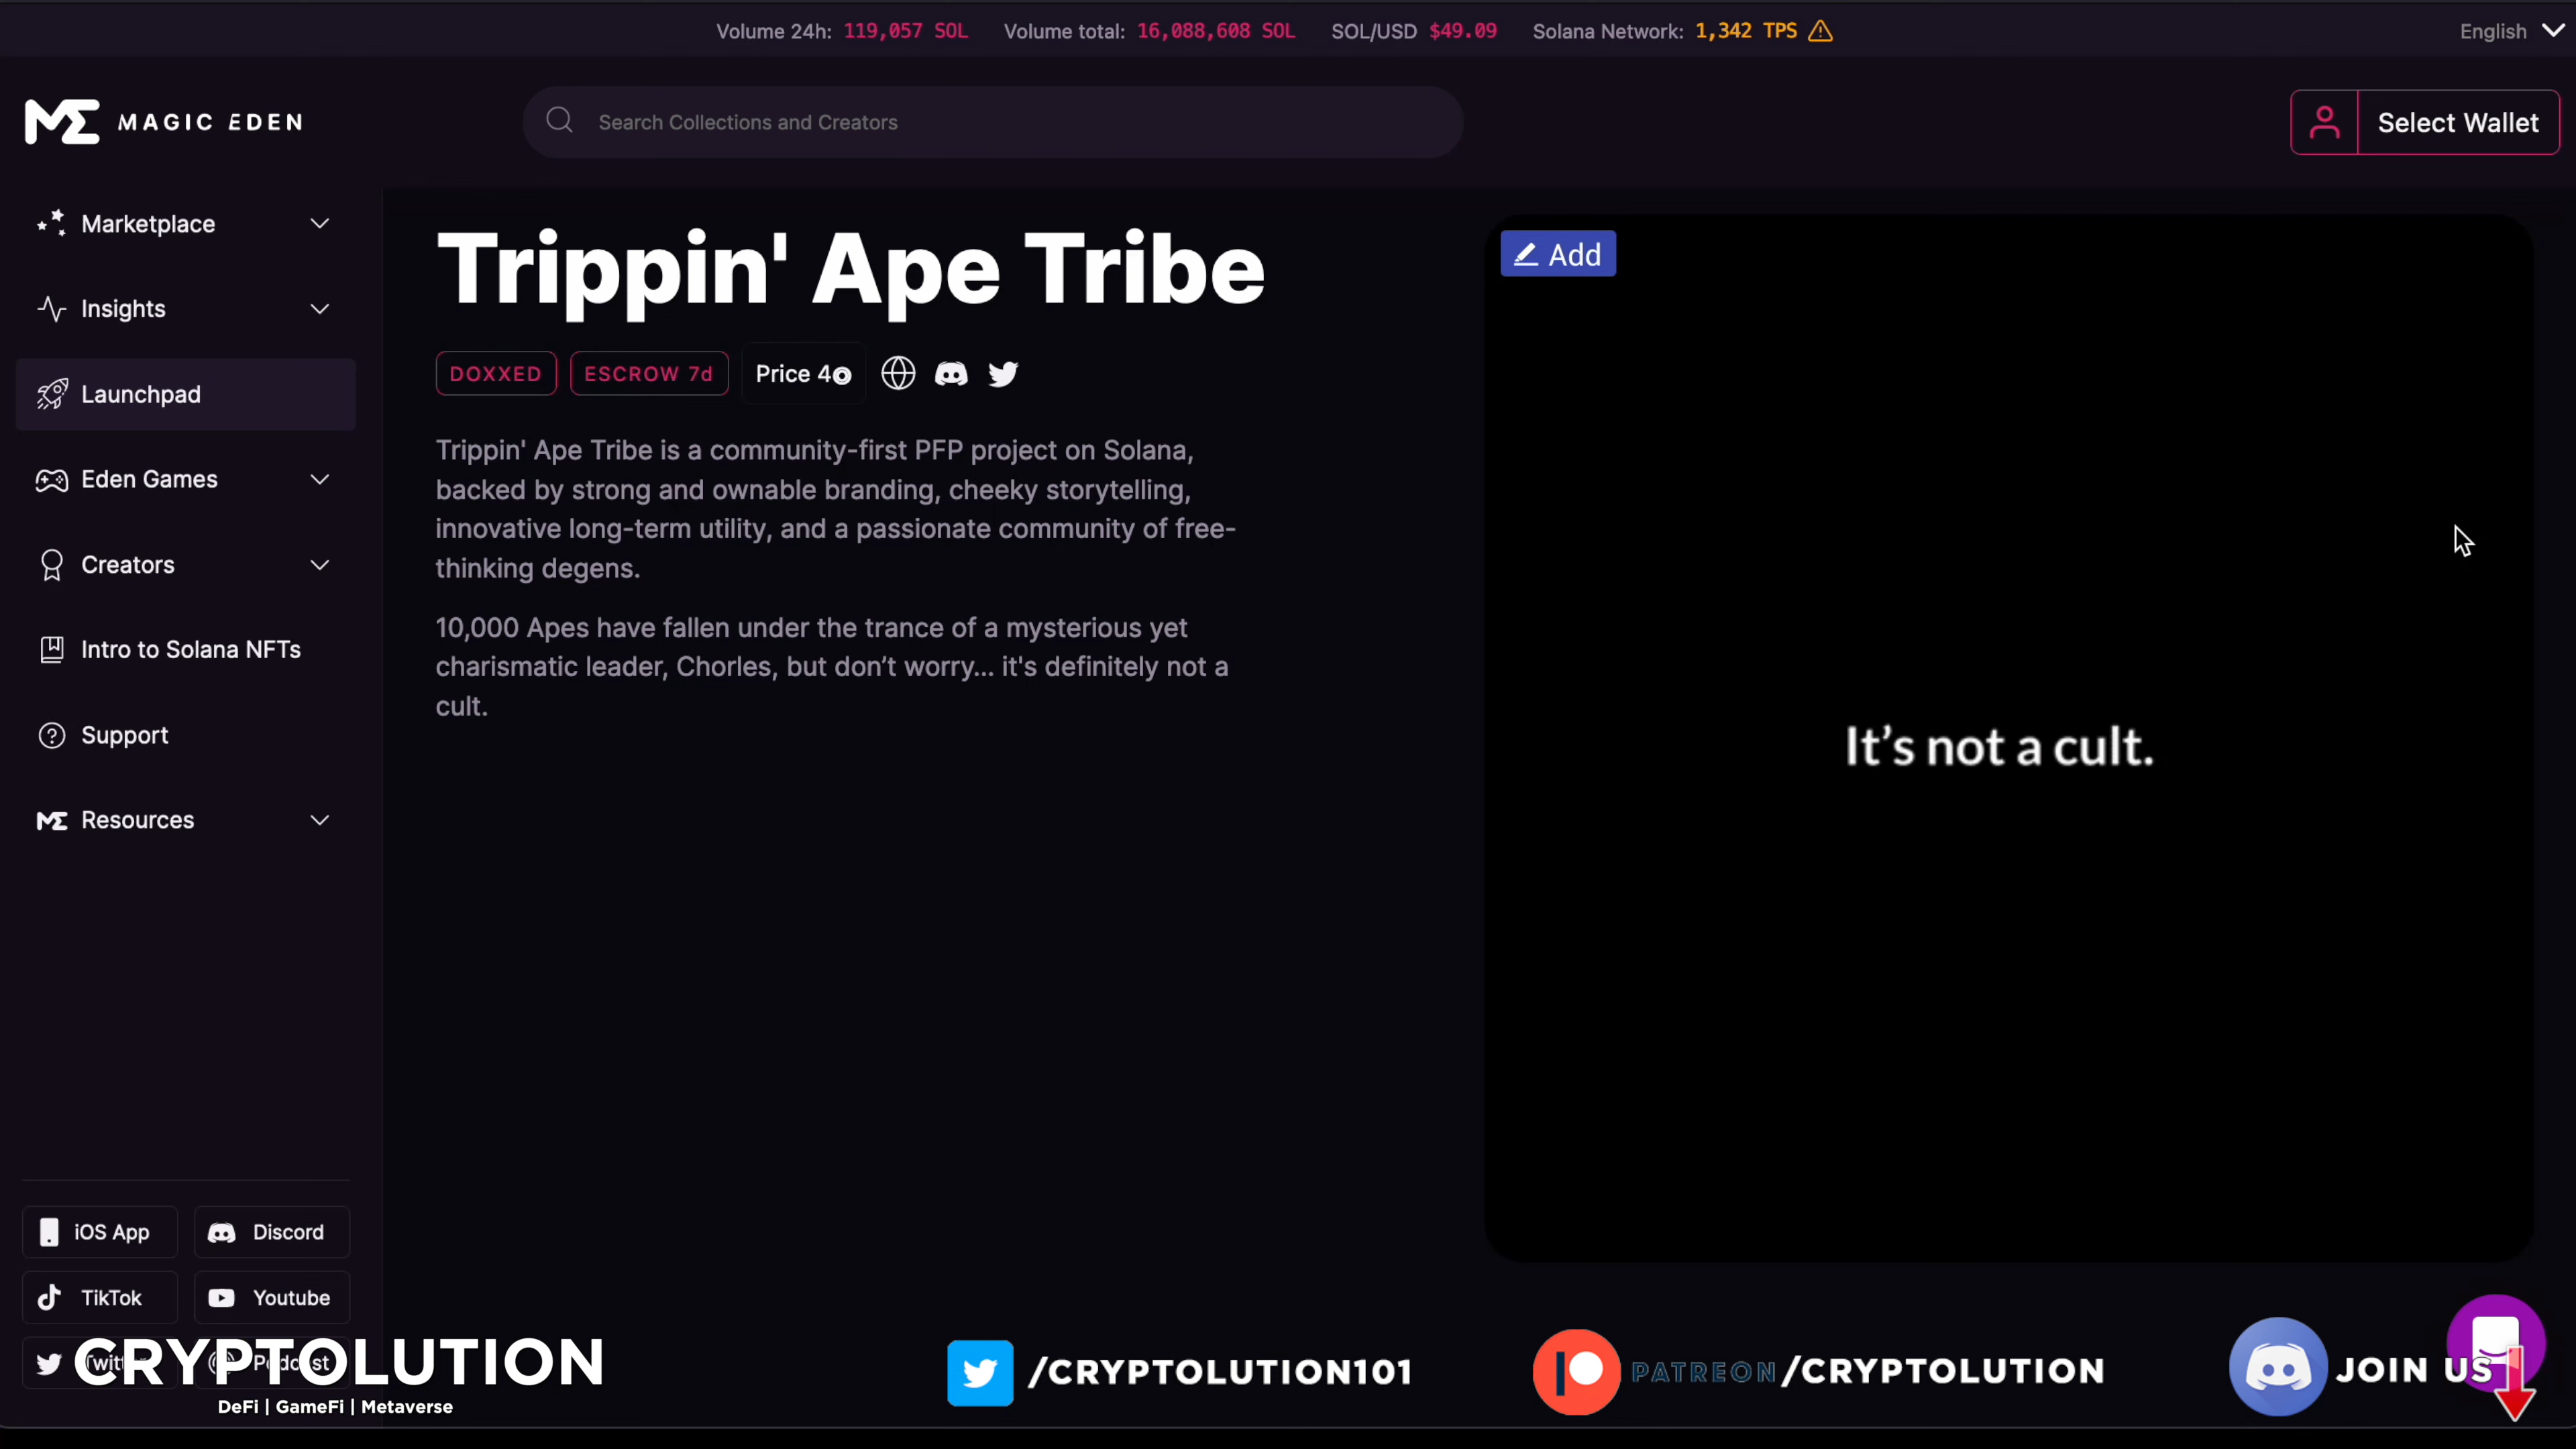 Volume 24h: 119,057 SOL Volume total: 16,088,608 SOL SOL/USD $49.09 Solana Network: 1,342 TPS English
MAGIC EDEN
Search Collections and Creators
Select Wallet
Marketplace
Insights
Launchpad
Eden Games
Creators
Intro to Solana NFTs
Support
Resources
Trippin' Ape Tribe
DOXXED ESCROW 7d Price 4
Trippin' Ape Tribe is a community-first PFP project on Solana,
backed by strong and ownable branding, cheeky storytelling,
innovative long-term utility, and a passionate community of free-
thinking degens.
10,000 Apes have fallen under the trance of a mysterious yet
charismatic leader, Chorles, but don't worry... it's definitely not a
cult.
Add
It's not a cult.
iOS App Discord
TikTok Youtube
CRYPTOLUTION
DeFi | GameFi | Metaverse
/CRYPTOLUTION101
PATREON /CRYPTOLUTION
JOIN US